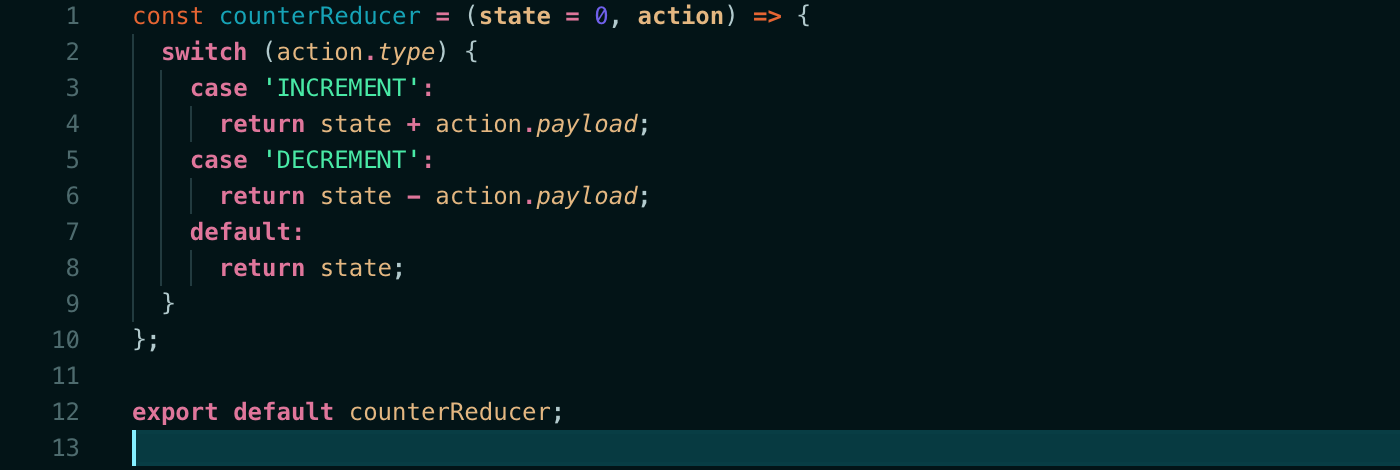 1 const counterReducer = (state = 0, action) => {
2   switch (action.type) {
3     case 'INCREMENT':
4       return state + action.payload;
5     case 'DECREMENT':
6       return state - action.payload;
7     default:
8       return state;
9   }
10 };
11
12 export default counterReducer;
13